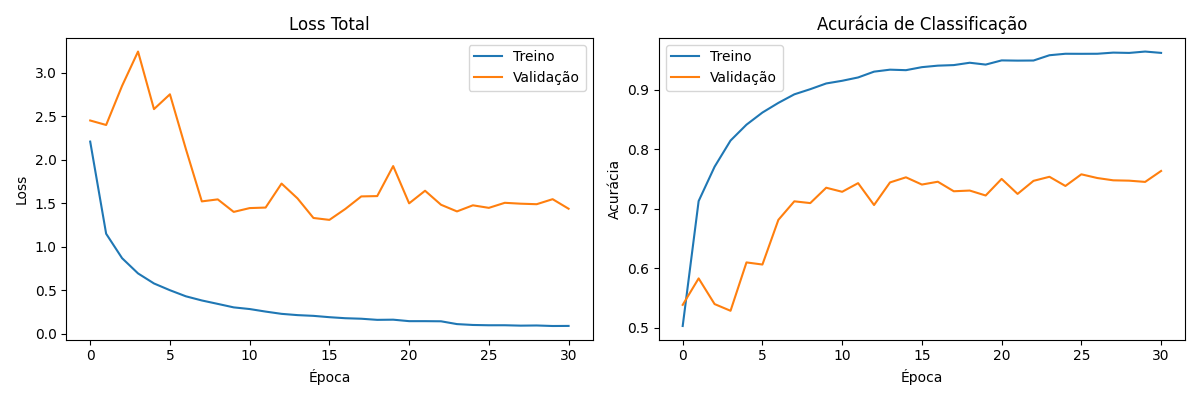 Loss Total
Treino
Validação
3.0
2.5
2.0
1.5
1.0
0.5
0.0
Loss
0 5 10 15 20 25 30
Época
Acurácia de Classificação
Treino
Validação
0.9
0.8
0.7
0.6
0.5
Acurácia
0 5 10 15 20 25 30
Época